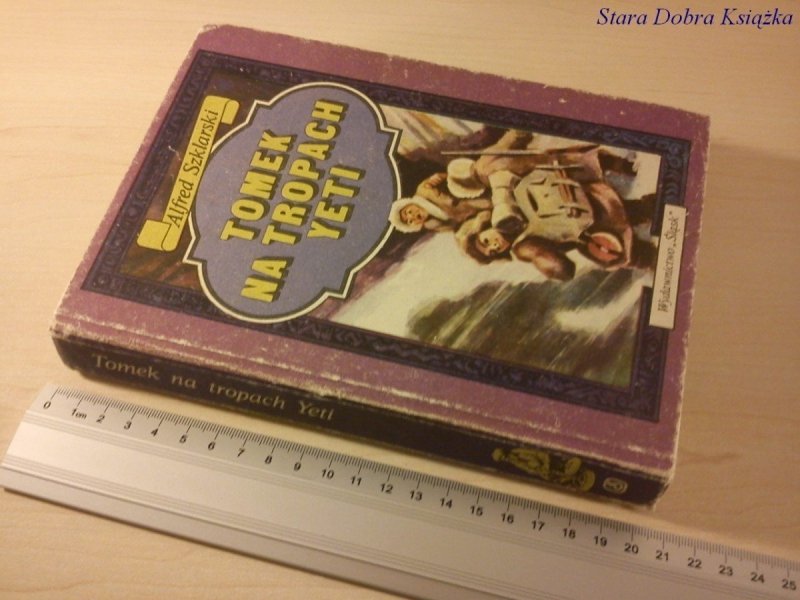 Stara Dobra Książka
Alfred Szklarski
TOMEK
NA TROPACH
YETI
Wydawnictwo „Śląsk”
Tomek na tropach Yeti
0 1cm 2 3 4 5 6 7 8 9 10 11 12 13 14 15 16 17 18 19 20 21 22 23 24 25